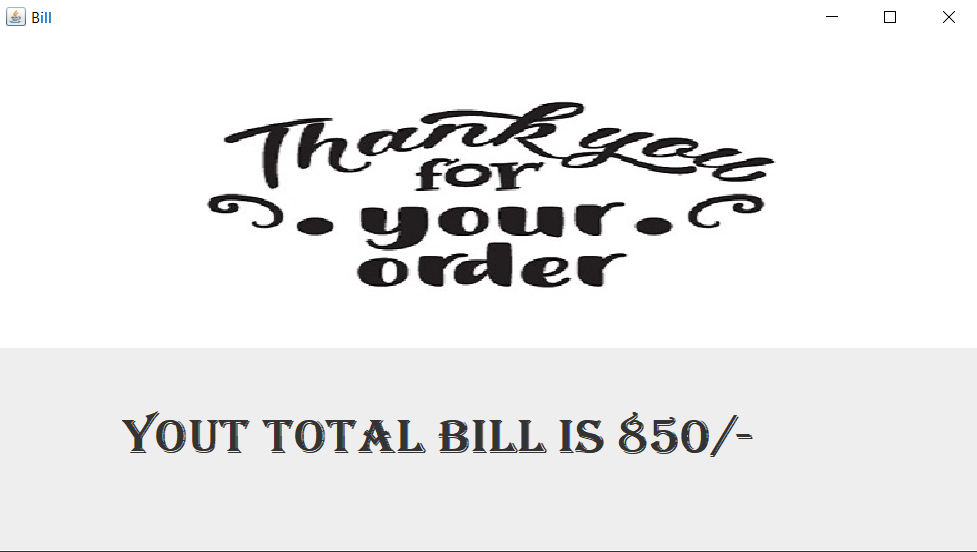 Bill
Thank you
for
your
order
YOUT TOTAL BILL IS 850/-